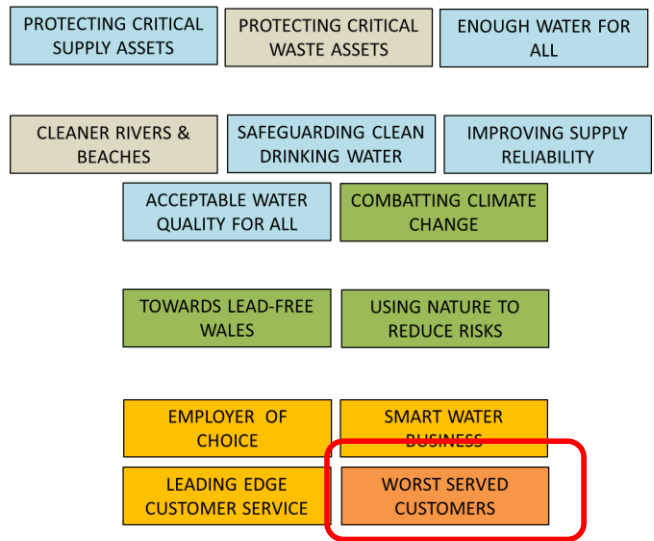 PROTECTING CRITICAL
SUPPLY ASSETS
PROTECTING CRITICAL
WASTE ASSETS
ENOUGH WATER FOR
ALL
CLEANER RIVERS &
BEACHES
SAFEGUARDING CLEAN
DRINKING WATER
IMPROVING SUPPLY
RELIABILITY
ACCEPTABLE WATER
QUALITY FOR ALL
COMBATTING CLIMATE
CHANGE
TOWARDS LEAD-FREE
WALES
USING NATURE TO
REDUCE RISKS
EMPLOYER OF
CHOICE
SMART WATER
BUSINESS
LEADING EDGE
CUSTOMER SERVICE
WORST SERVED
CUSTOMERS